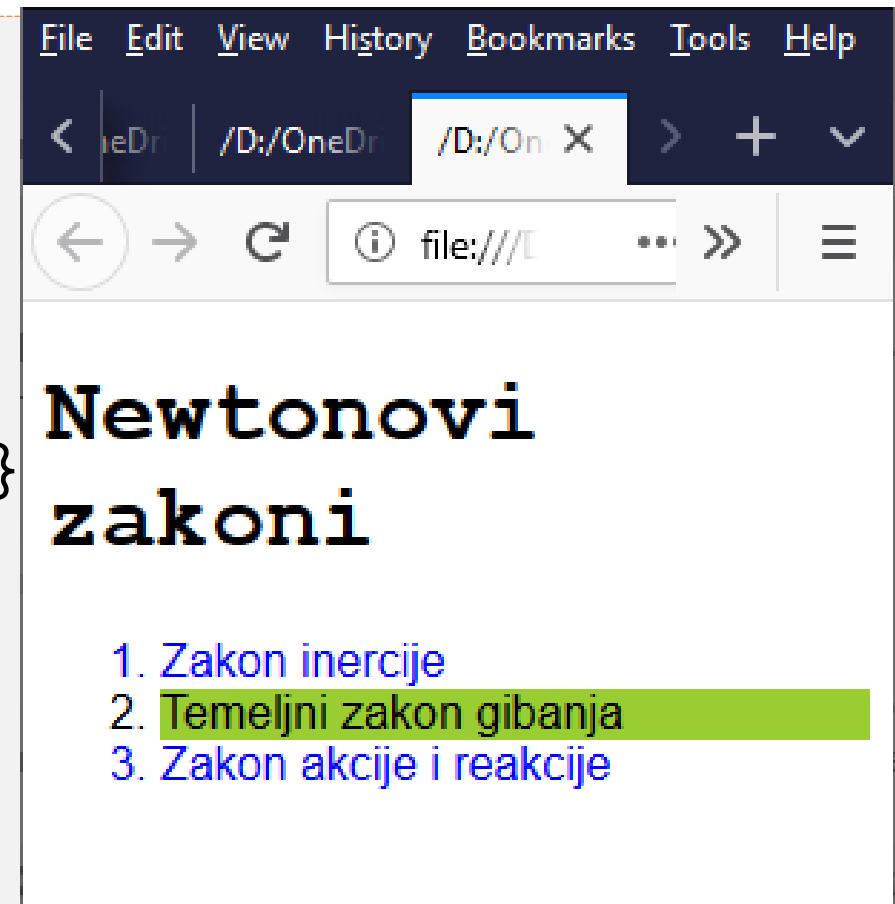 File Edit View History Bookmarks Tools Help
/D:/OneDr /D:/On
file:///
}
Newtonovi
zakoni
1. Zakon inercije
2. Temeljni zakon gibanja
3. Zakon akcije i reakcije